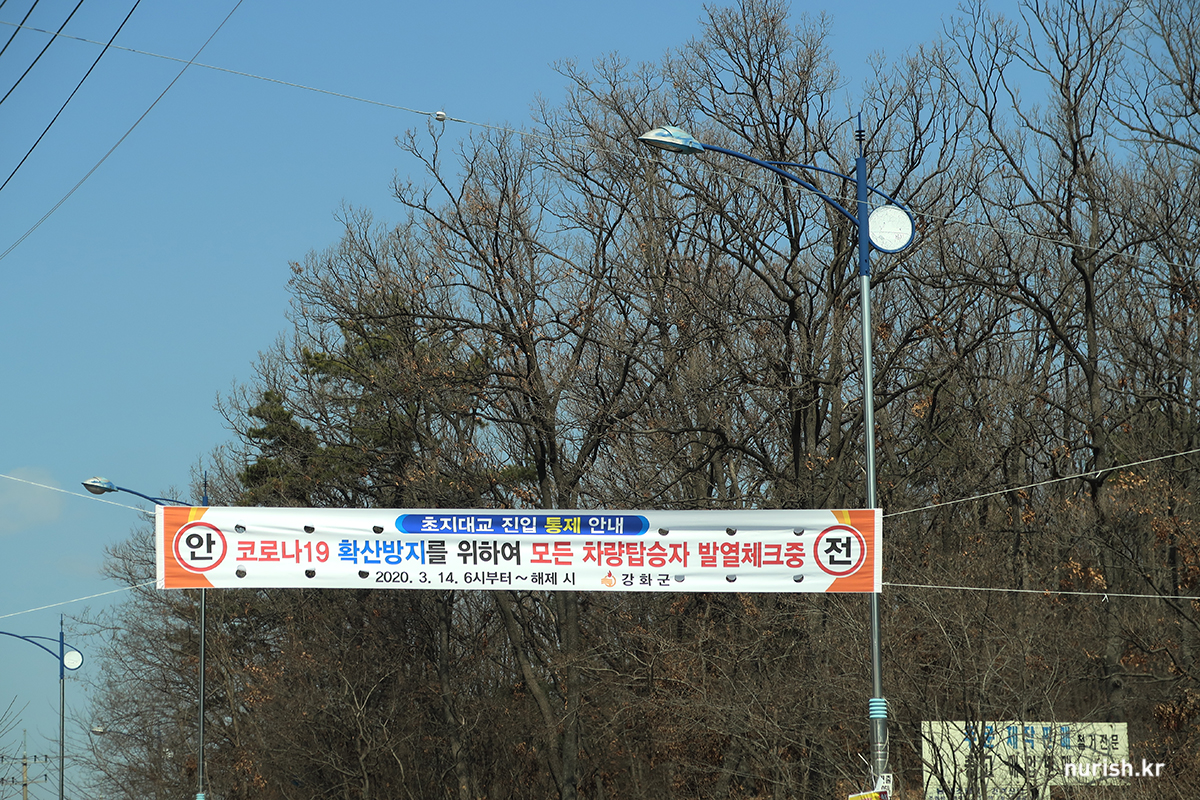 초지대교 진입 통제 안내
안 코로나19 확산방지를 위하여 모든 차량탑승자 발열체크중 전
2020. 3. 14. 6시부터~해제 시 강화군
nurish.kr